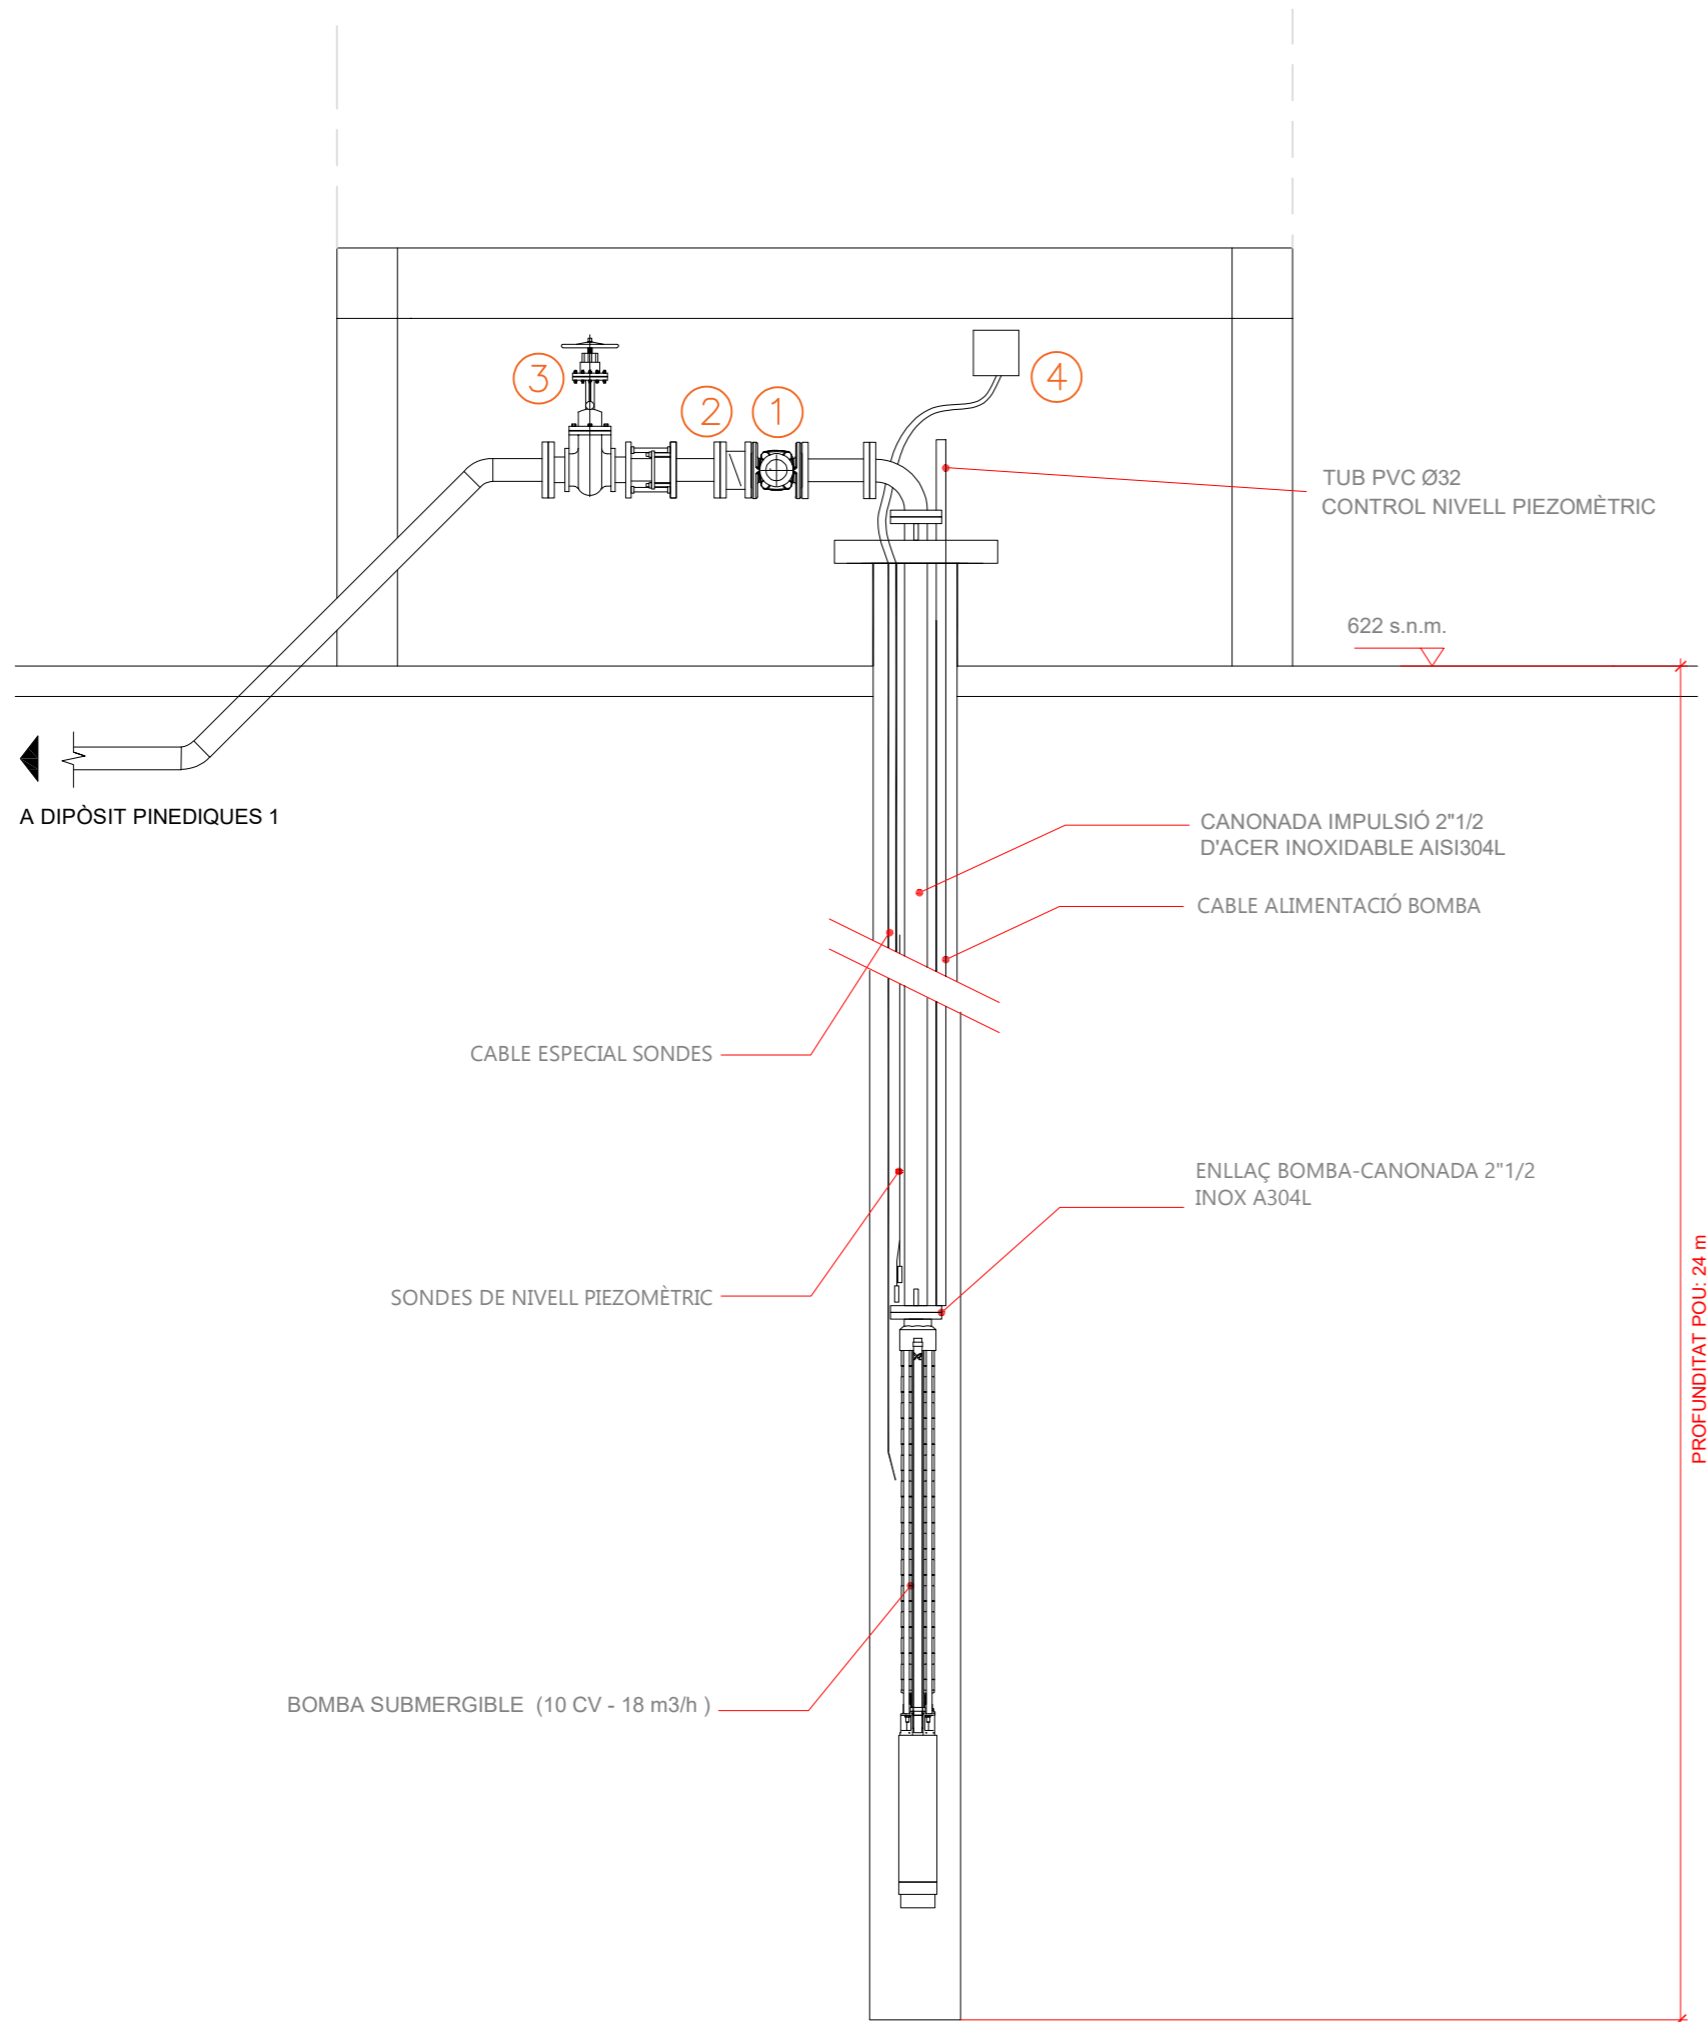 3
2
1
4
TUB PVC Ø32
CONTROL NIVELL PIEZOMÈTRIC
622 s.n.m.
A DIPÒSIT PINEDIQUES 1
CANONADA IMPULSIÓ 2"1/2
D'ACER INOXIDABLE AISI304L
CABLE ALIMENTACIÓ BOMBA
CABLE ESPECIAL SONDES
ENLLAÇ BOMBA-CANONADA 2"1/2
INOX A304L
SONDES DE NIVELL PIEZOMÈTRIC
PROFUNDITAT POU: 24 m
BOMBA SUBMERGIBLE (10 CV - 18 m3/h )